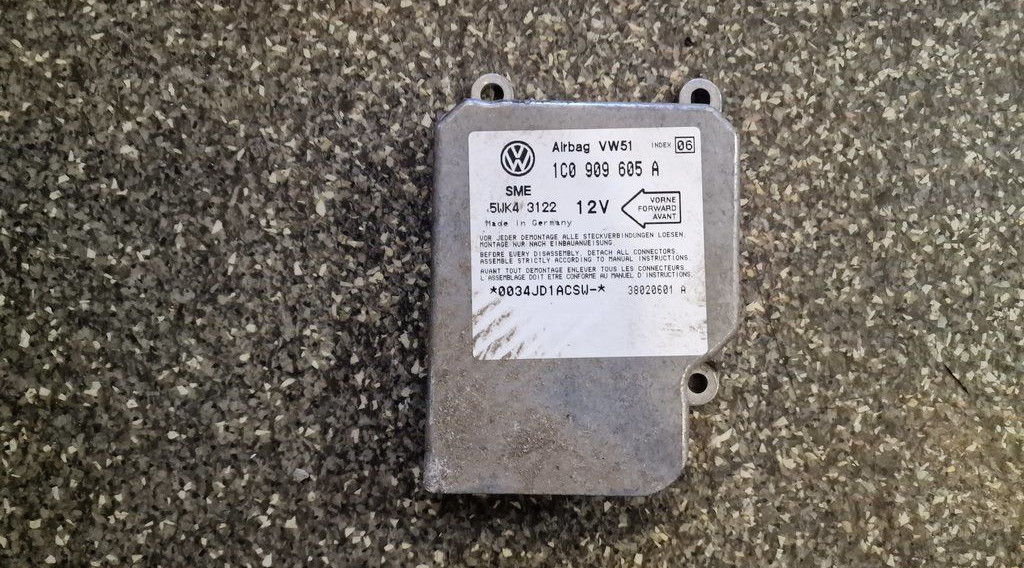 Airbag VW51 INDEX 06
1C0 909 605 A
SME
5WK4 3122 12V
VORNE
FORWARD
AVANT
Made in Germany
VOR JEDER DEMONTAGE ALLE STECKVERBINDUNGEN LOESEN.
MONTAGE NUR NACH EINBAUANWEISUNG.
BEFORE EVERY DISASSEMBLY, DETACH ALL CONNECTORS.
ASSEMBLE STRICTLY ACCORDING TO MANUAL INSTRUCTIONS.
AVANT TOUT DEMONTAGE ENLEVER TOUS LES CONNECTEURS.
L'ASSEMBLAGE DOIT ETRE CONFORME AU MANUEL D'INSTRUCTIONS.
*0034JD1ACSW-* 38020601 A